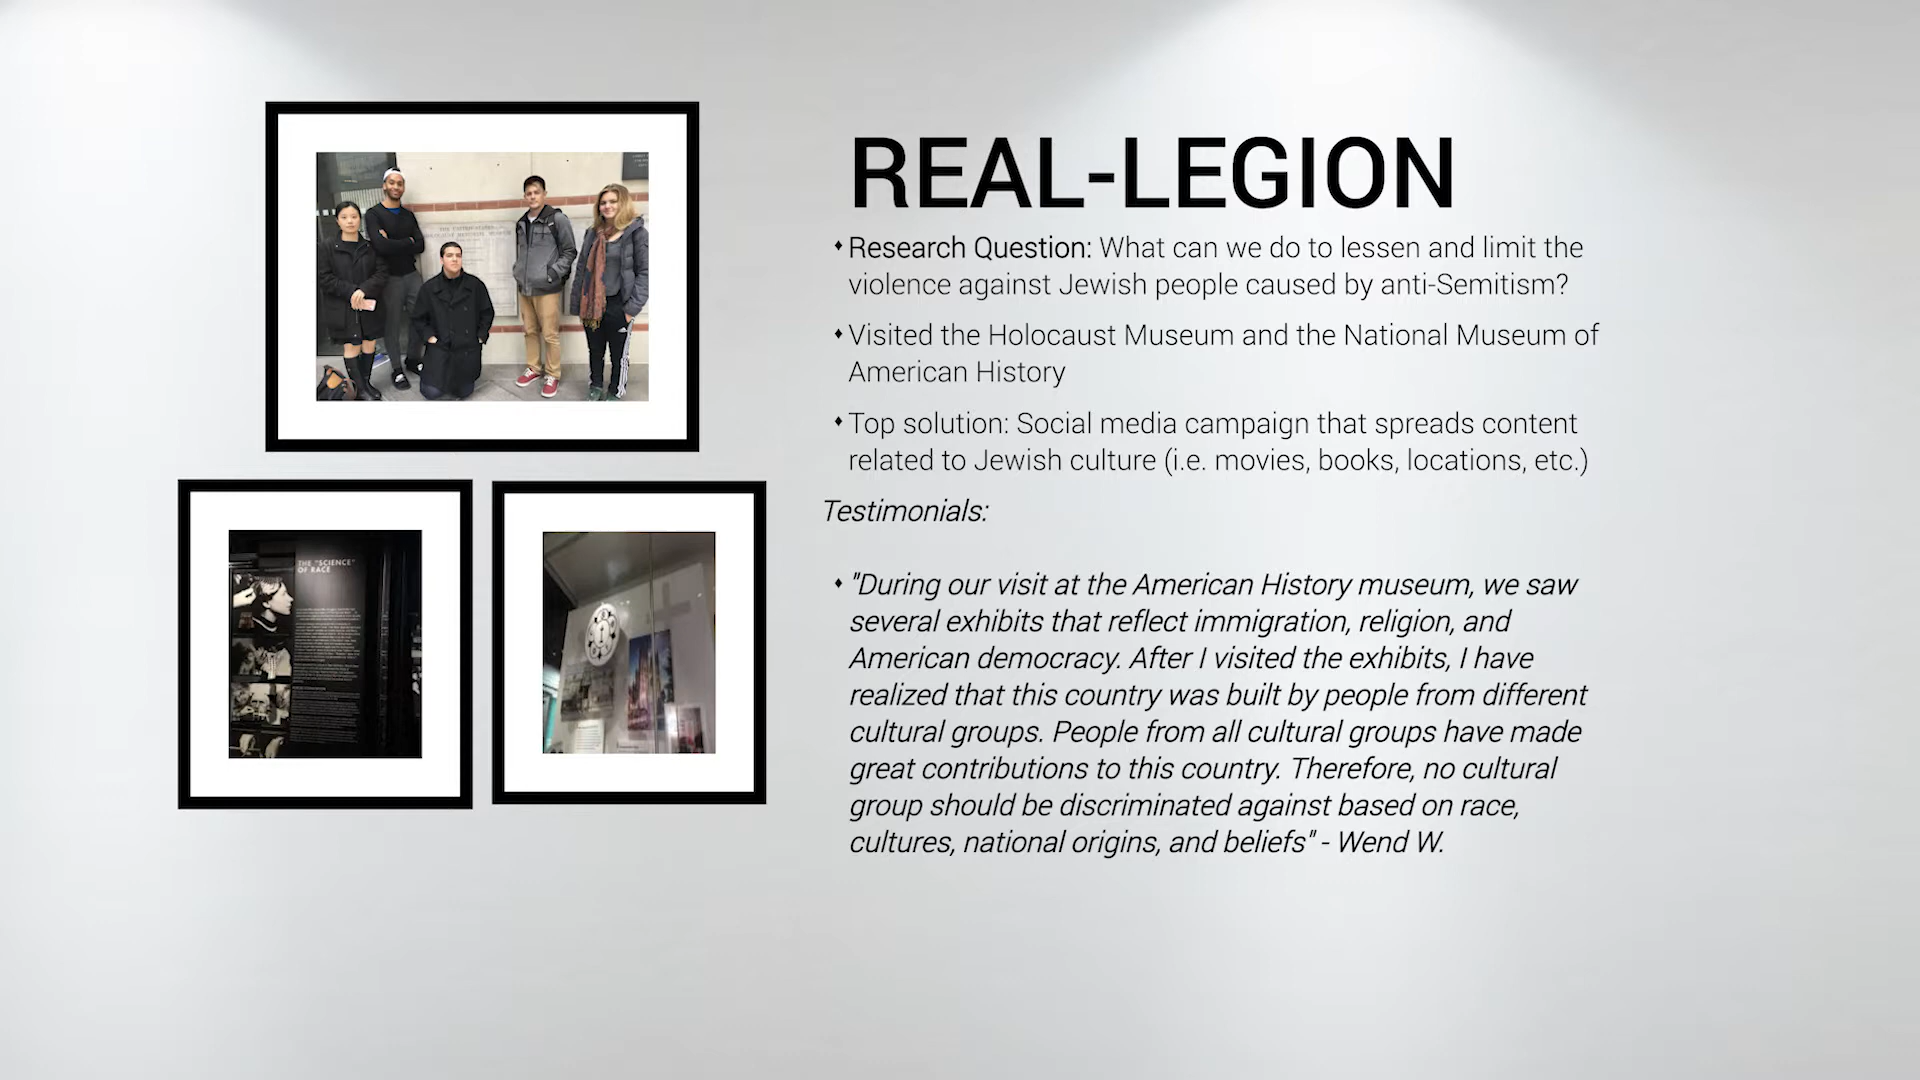 THE UNITED STATES
HOLOCAUST MEMORIAL MUSEUM
THE "SCIENCE"
OF RACE
REAL-LEGION
Research Question: What can we do to lessen and limit the
violence against Jewish people caused by anti-Semitism?
Visited the Holocaust Museum and the National Museum of
American History
Top solution: Social media campaign that spreads content
related to Jewish culture (i.e. movies, books, locations, etc.)
Testimonials:
"During our visit at the American History museum, we saw
several exhibits that reflect immigration, religion, and
American democracy. After I visited the exhibits, I have
realized that this country was built by people from different
cultural groups. People from all cultural groups have made
great contributions to this country. Therefore, no cultural
group should be discriminated against based on race,
cultures, national origins, and beliefs" - Wend W.